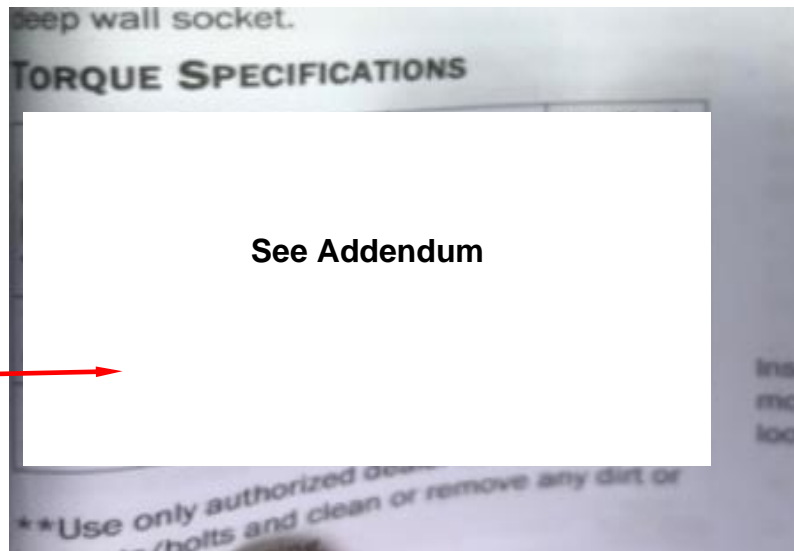 deep wall socket.
TORQUE SPECIFICATIONS
See Addendum
**Use only authorized
bolts and clean or remove any dirt or